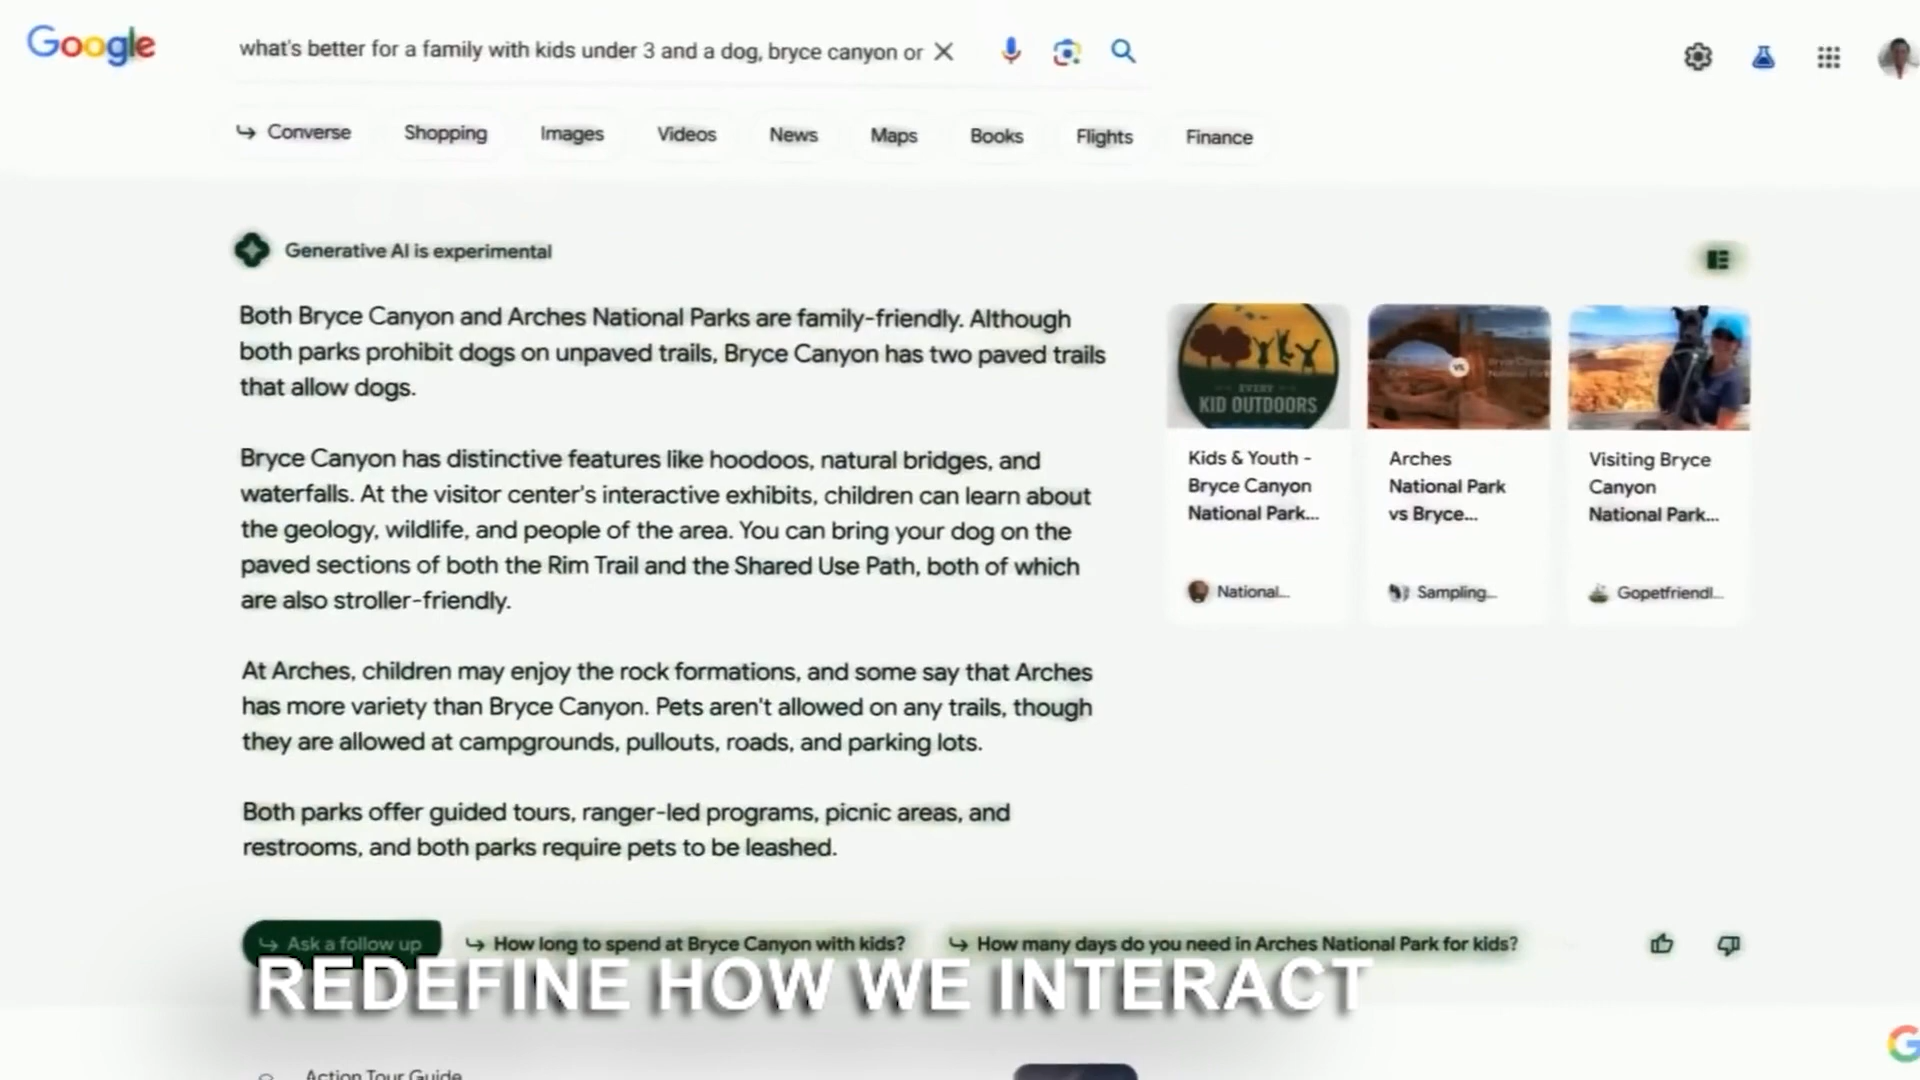 Google
what's better for a family with kids under 3 and a dog, bryce canyon or
Converse
Shopping
Images
Videos
News
Maps
Books
Flights
Finance
Generative AI is experimental
Both Bryce Canyon and Arches National Parks are family-friendly. Although
both parks prohibit dogs on unpaved trails, Bryce Canyon has two paved trails
that allow dogs.
Bryce Canyon has distinctive features like hoodoos, natural bridges, and
waterfalls. At the visitor center's interactive exhibits, children can learn about
the geology, wildlife, and people of the area. You can bring your dog on the
paved sections of both the Rim Trail and the Shared Use Path, both of which
are also stroller-friendly.
At Arches, children may enjoy the rock formations, and some say that Arches
has more variety than Bryce Canyon. Pets aren't allowed on any trails, though
they are allowed at campgrounds, pullouts, roads, and parking lots.
Both parks offer guided tours, ranger-led programs, picnic areas, and
restrooms, and both parks require pets to be leashed.
EVERY
KID OUTDOORS
Kids & Youth -
Bryce Canyon
National Park...
National...
VS
Arches
National Park
vs Bryce...
Sampling...
Visiting Bryce
Canyon
National Park...
Gopetfriendl...
Ask a follow up
How long to spend at Bryce Canyon with kids?
How many days do you need in Arches National Park for kids?
REDEFINE HOW WE INTERACT
Action Tour Guide
G